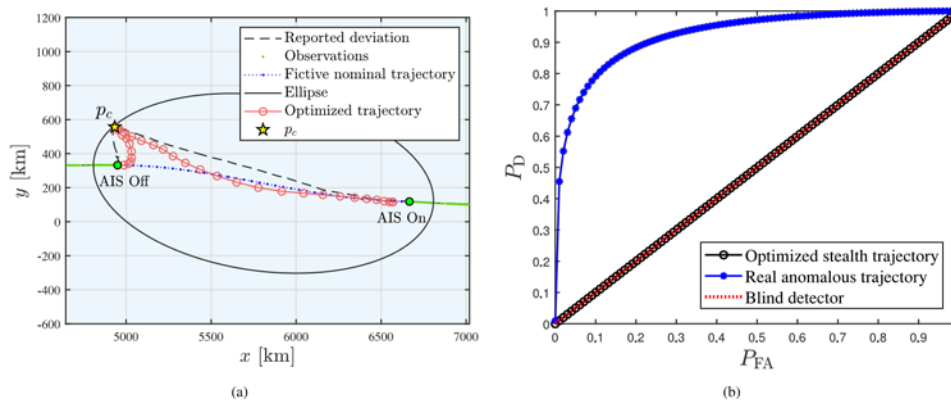 1200
1000
800
600
400
200
0
-200
-400
-600
y [km]
5000
5500
6000
6500
7000
x [km]
Reported deviation
Observations
Fictive nominal trajectory
Ellipse
Optimized trajectory
p_c
p_c
AIS Off
AIS On
(a)
1
0.9
0.8
0.7
0.6
0.5
0.4
0.3
0.2
0.1
0
P_D
0
0.1
0.2
0.3
0.4
0.5
0.6
0.7
0.8
0.9
P_FA
Optimized stealth trajectory
Real anomalous trajectory
Blind detector
(b)